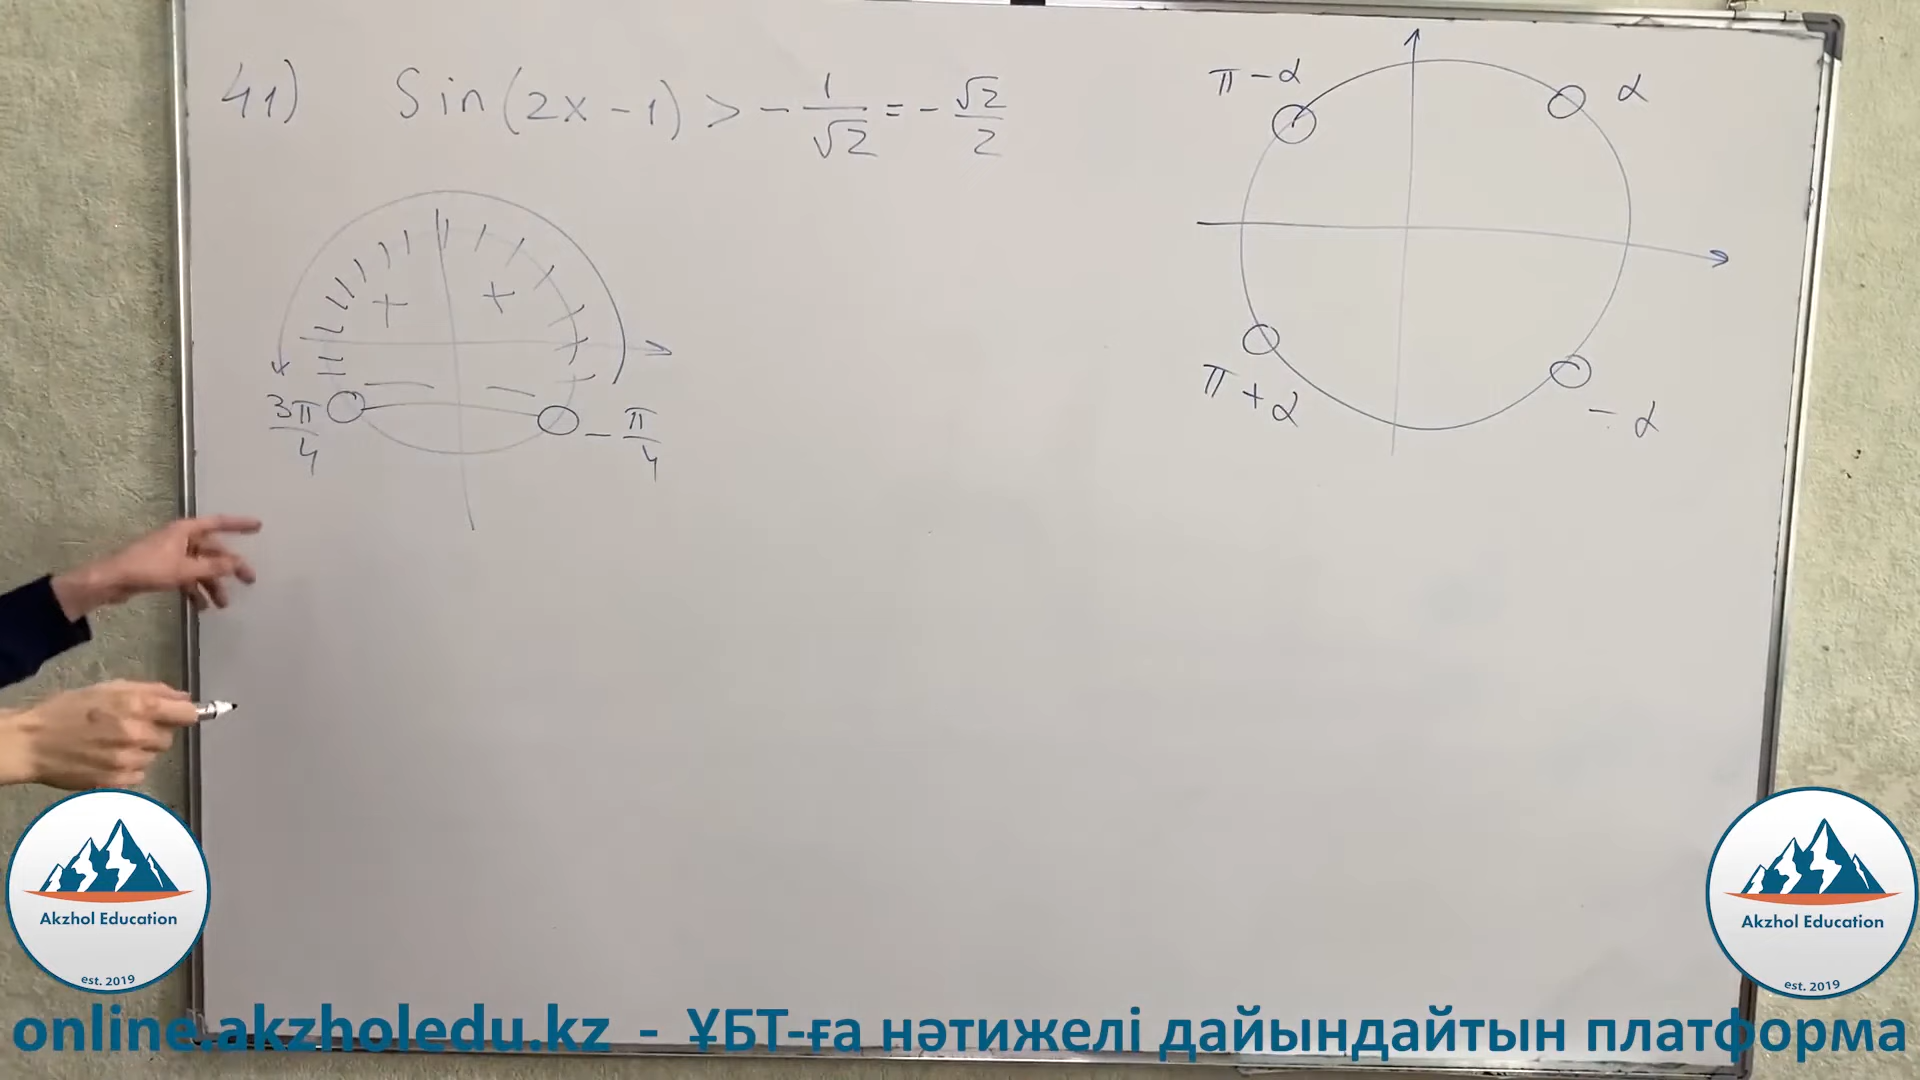 41) Sin(2x-1) > -1/√2 = -√2/2
π-α
α
π+α
-α
+ +
3π/4
-π/4
Akzhol Education
est. 2019
Akzhol Education
est. 2019
online.akzholedu.kz - ҰБТ-ға нәтижелі дайындайтын платформа